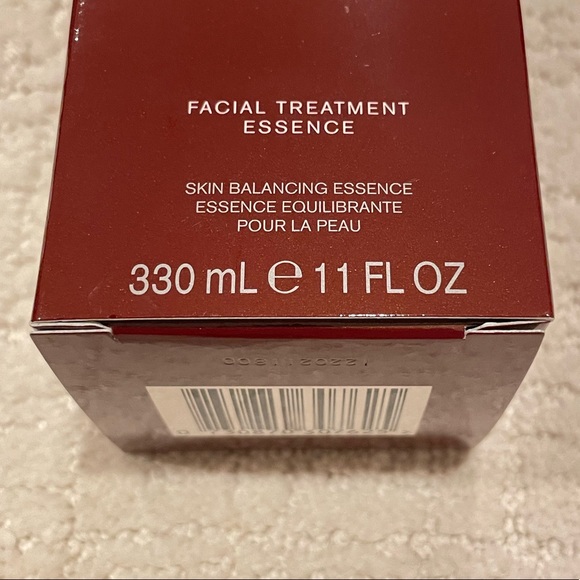 FACIAL TREATMENT
ESSENCE
SKIN BALANCING ESSENCE
ESSENCE EQUILIBRANTE
POUR LA PEAU
330 mL ℮ 11 FL OZ